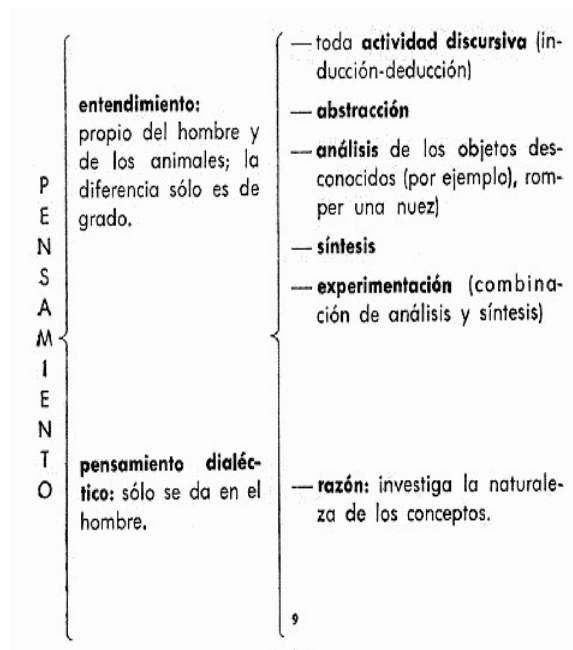 PENSAMIENTO
entendimiento:
propio del hombre y
de los animales; la
diferencia sólo es de
grado.
pensamiento dialéc-
tico: sólo se da en el
hombre.
— toda actividad discursiva (in-
ducción-deducción)
— abstracción
— análisis de los objetos des-
conocidos (por ejemplo), rom-
per una nuez)
— síntesis
— experimentación (combina-
ción de análisis y síntesis)
— razón: investiga la naturale-
za de los conceptos.
9